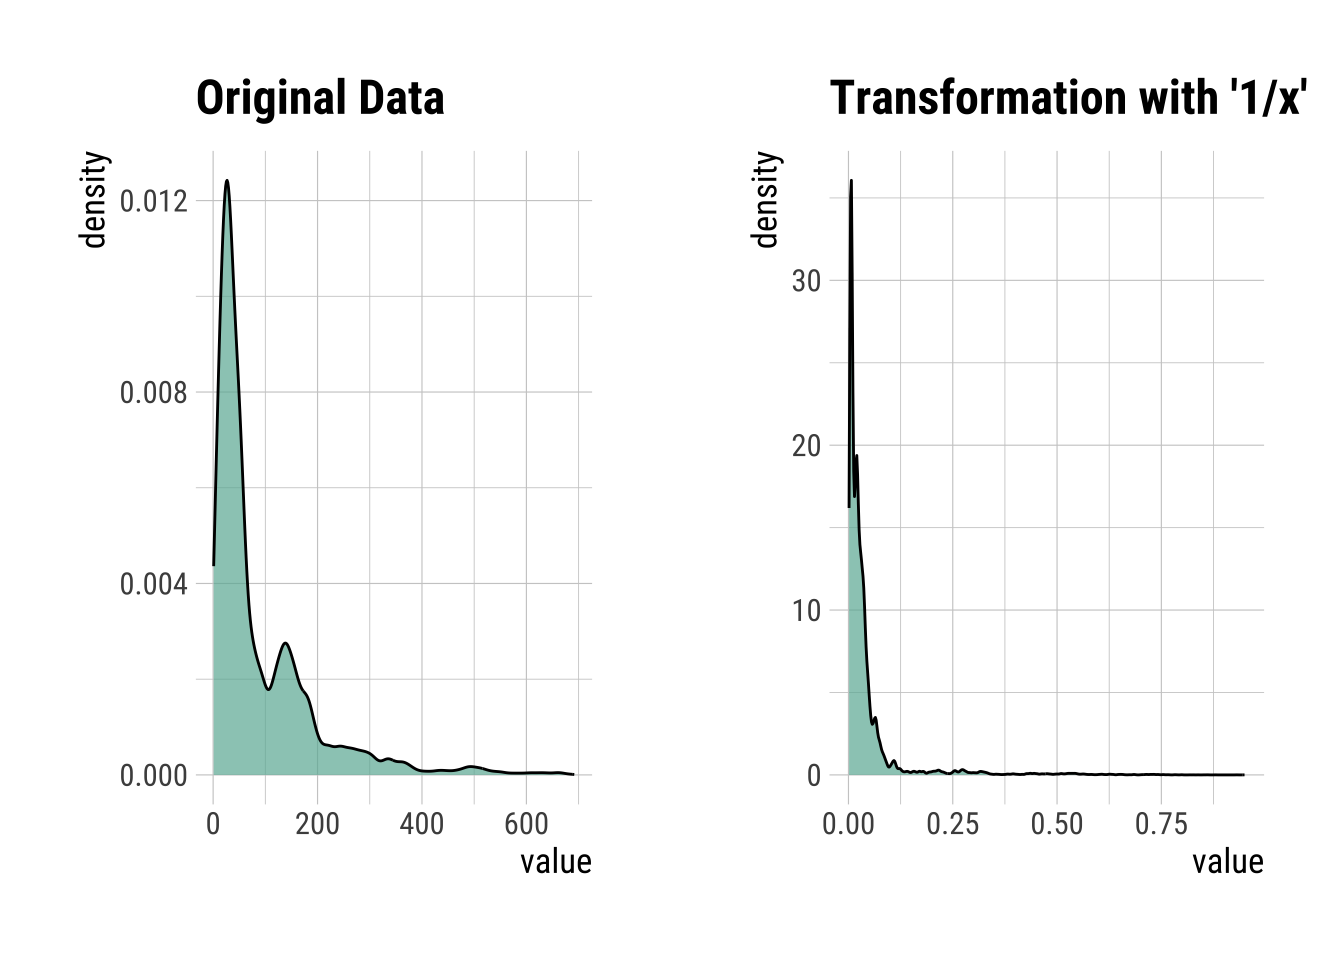 Original Data
density
0.012
0.008
0.004
0.000
0 200 400 600
value
Transformation with '1/x'
density
30
20
10
0
0.00 0.25 0.50 0.75
value